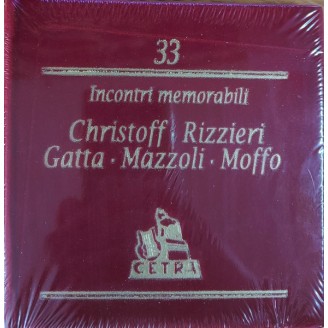 33
Incontri memorabili
Christoff · Rizzieri
Gatta · Mazzoli · Moffo
CETRA